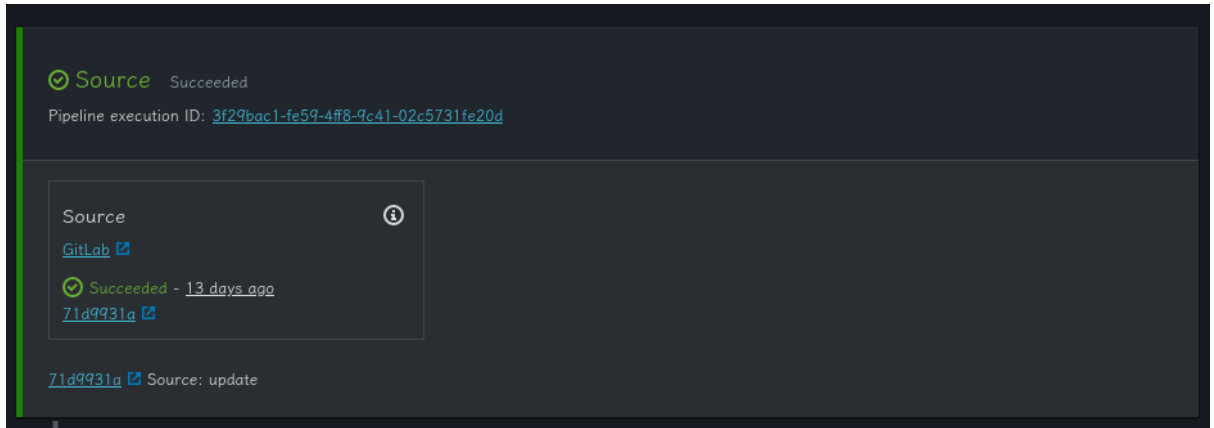 Source Succeeded
Pipeline execution ID: 3f29bac1-fe59-4ff8-9c41-02c5731fe20d
Source
GitLab
Succeeded - 13 days ago
71d9931a
71d9931a Source: update